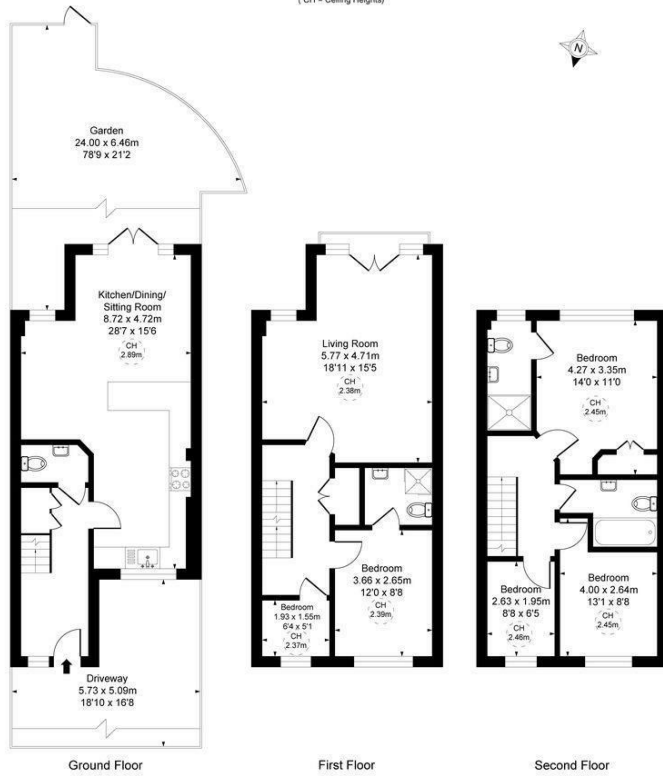 ( CH = Ceiling Heights)
N
Garden
24.00 x 6.46m
78'9 x 21'2
Kitchen/Dining/
Sitting Room
8.72 x 4.72m
28'7 x 15'6
CH
2.89m
Driveway
5.73 x 5.09m
18'10 x 16'8
Ground Floor
Living Room
5.77 x 4.71m
18'11 x 15'5
CH
2.38m
Bedroom
3.66 x 2.65m
12'0 x 8'8
CH
2.39m
Bedroom
1.93 x 1.55m
6'4 x 5'1
CH
2.37m
First Floor
Bedroom
4.27 x 3.35m
14'0 x 11'0
CH
2.45m
Bedroom
2.63 x 1.95m
8'8 x 6'5
CH
2.46m
Bedroom
4.00 x 2.64m
13'1 x 8'8
CH
2.45m
Second Floor